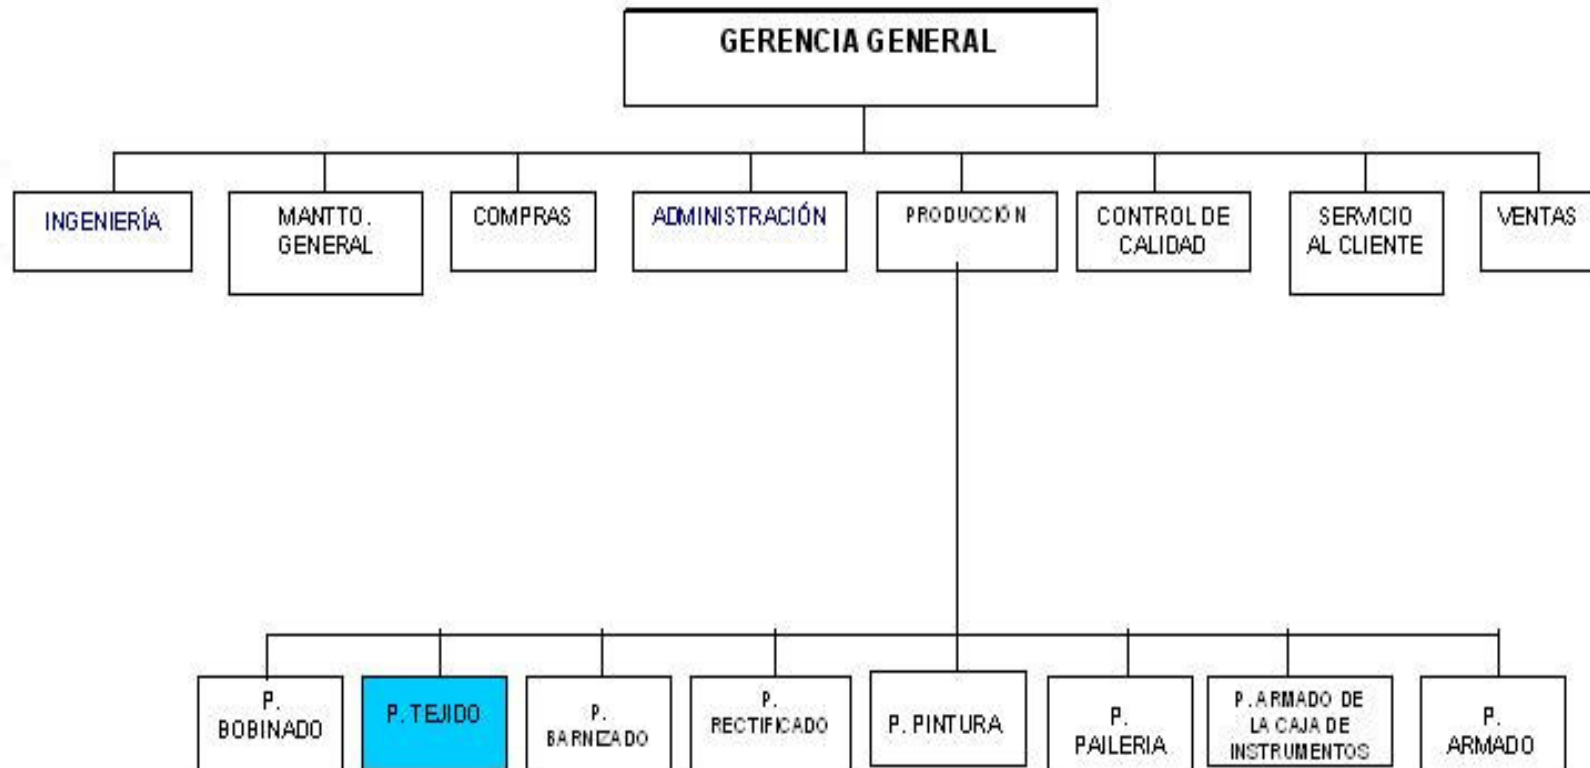 GERENCIA GENERAL
INGENIERÍA
MANTTO.
GENERAL
COMPRAS
ADMINISTRACIÓN
PRODUCCIÓN
CONTROL DE
CALIDAD
SERVICIO
AL CLIENTE
VENTAS
P.
BOBINADO
P. TEJIDO
P.
BARNIZADO
P.
RECTIFICADO
P. PINTURA
P.
PAILERIA
P. ARMADO DE
LA CAJA DE
INSTRUMENTOS
P.
ARMADO